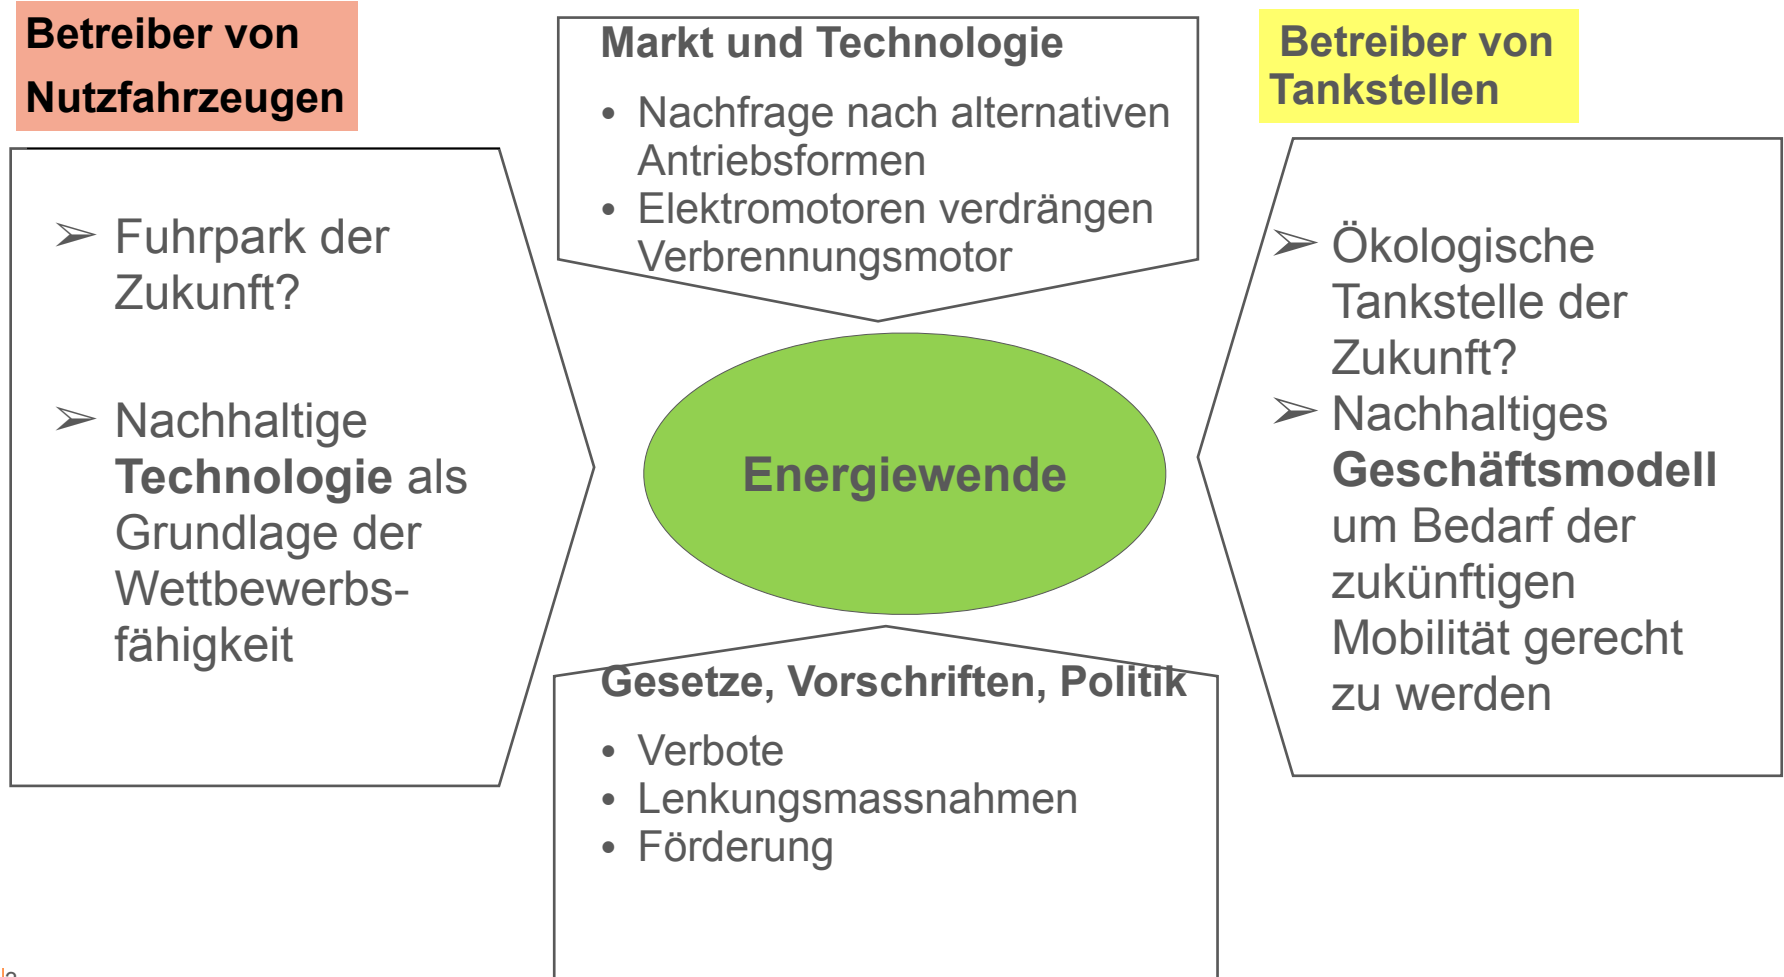 Betreiber von
Nutzfahrzeugen
➢ Fuhrpark der
Zukunft?
➢ Nachhaltige
Technologie als
Grundlage der
Wettbewerbs-
fähigkeit
Markt und Technologie
• Nachfrage nach alternativen
Antriebsformen
• Elektromotoren verdrängen
Verbrennungsmotor
Energiewende
Gesetze, Vorschriften, Politik
• Verbote
• Lenkungsmassnahmen
• Förderung
Betreiber von
Tankstellen
➢ Ökologische
Tankstelle der
Zukunft?
➢ Nachhaltiges
Geschäftsmodell
um Bedarf der
zukünftigen
Mobilität gerecht
zu werden